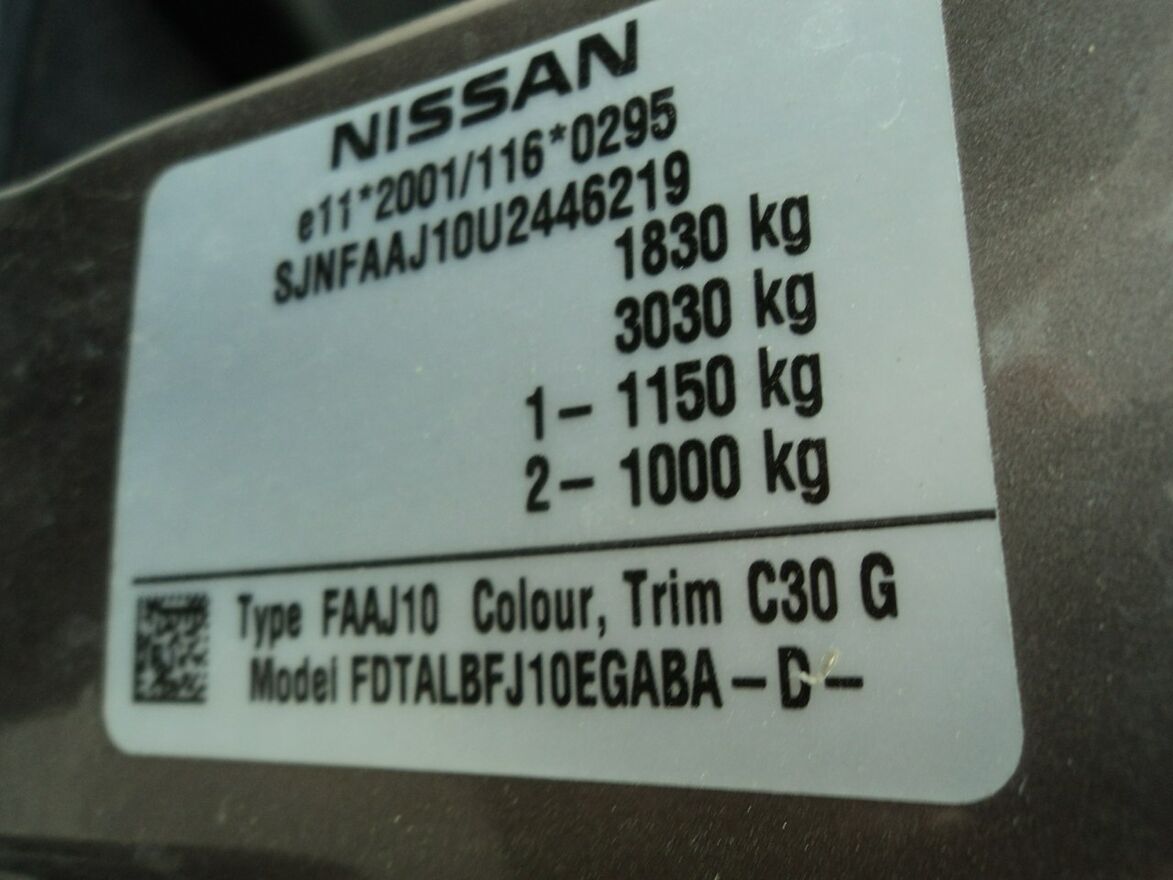 NISSAN
e11*2001/116*0295
SJNFAAJ10U2446219
1830 kg
3030 kg
1– 1150 kg
2– 1000 kg
Type FAAJ10 Colour, Trim C30 G
Model FDTALBFJ10EGABA – D –